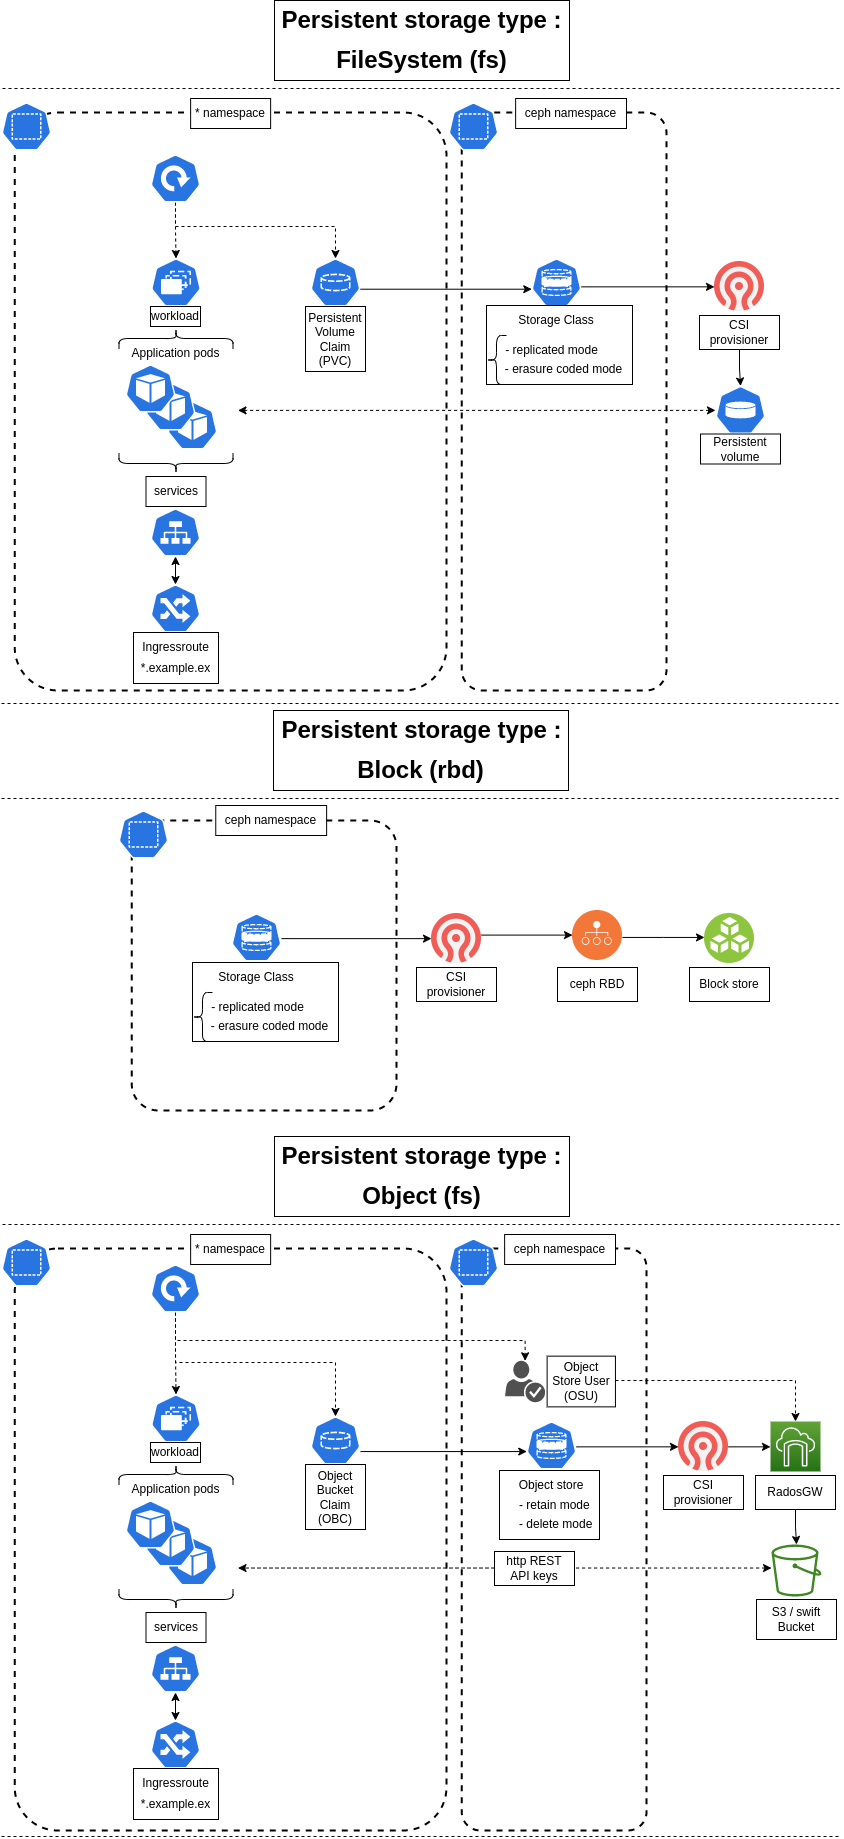 Persistent storage type :
FileSystem (fs)
* namespace
ceph namespace
workload
Application pods
Persistent
Volume
Claim
(PVC)
Storage Class
- replicated mode
- erasure coded mode
CSI
provisioner
Persistent
volume
services
Ingressroute
*.example.ex
Persistent storage type :
Block (rbd)
ceph namespace
Storage Class
- replicated mode
- erasure coded mode
CSI
provisioner
ceph RBD
Block store
Persistent storage type :
Object (fs)
* namespace
ceph namespace
Object
Store User
(OSU)
workload
Application pods
Object
Bucket
Claim
(OBC)
Object store
- retain mode
- delete mode
CSI
provisioner
RadosGW
http REST
API keys
S3 / swift
Bucket
services
Ingressroute
*.example.ex